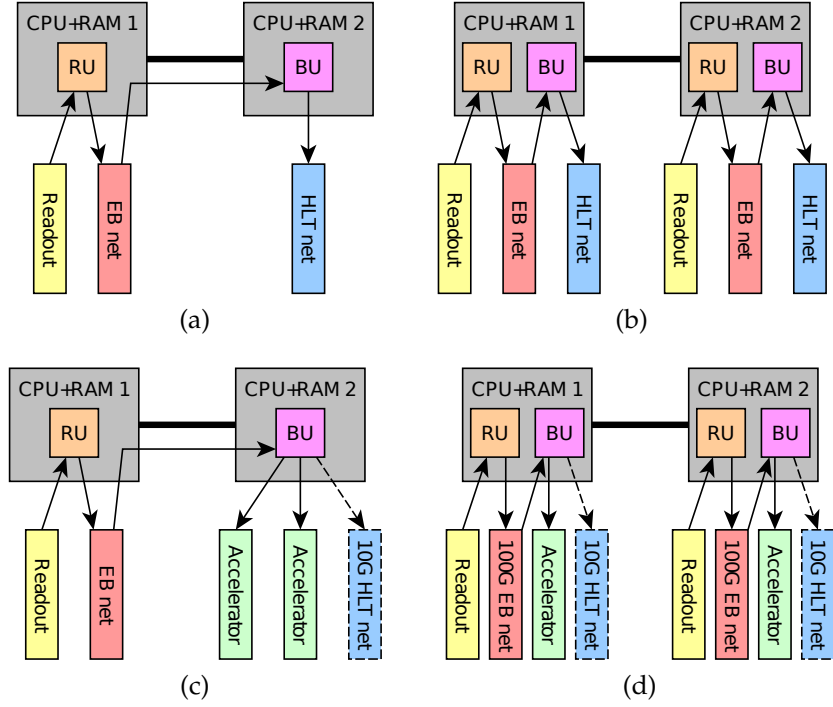 CPU+RAM 1
CPU+RAM 2
RU
BU
Readout
EB net
HLT net
(a)
CPU+RAM 1
CPU+RAM 2
RU
BU
RU
BU
Readout
EB net
HLT net
Readout
EB net
HLT net
(b)
CPU+RAM 1
CPU+RAM 2
RU
BU
Readout
EB net
Accelerator
Accelerator
10G HLT net
(c)
CPU+RAM 1
CPU+RAM 2
RU
BU
RU
BU
Readout
100G EB net
Accelerator
10G HLT net
Readout
100G EB net
Accelerator
10G HLT net
(d)